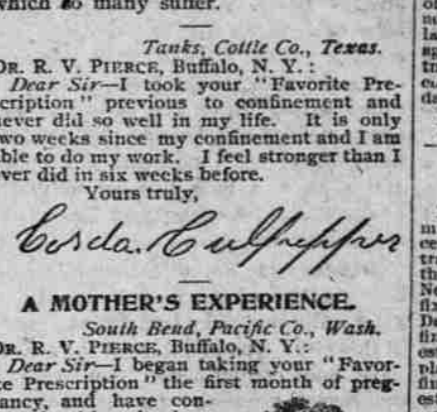 which so many suffer.
Tanks, Cottle Co., Texas.
DR. R. V. PIERCE, Buffalo, N. Y.:
Dear Sir—I took your "Favorite Pre-
scription" previous to confinement and
never did so well in my life. It is only
two weeks since my confinement and I am
able to do my work. I feel stronger than I
ever did in six weeks before.
Yours truly,
Corda. Culpepper
A MOTHER'S EXPERIENCE.
South Bend, Pacific Co., Wash.
DR. R. V. PIERCE, Buffalo, N. Y.:
Dear Sir—I began taking your "Favor-
ite Prescription" the first month of preg-
nancy, and have con-